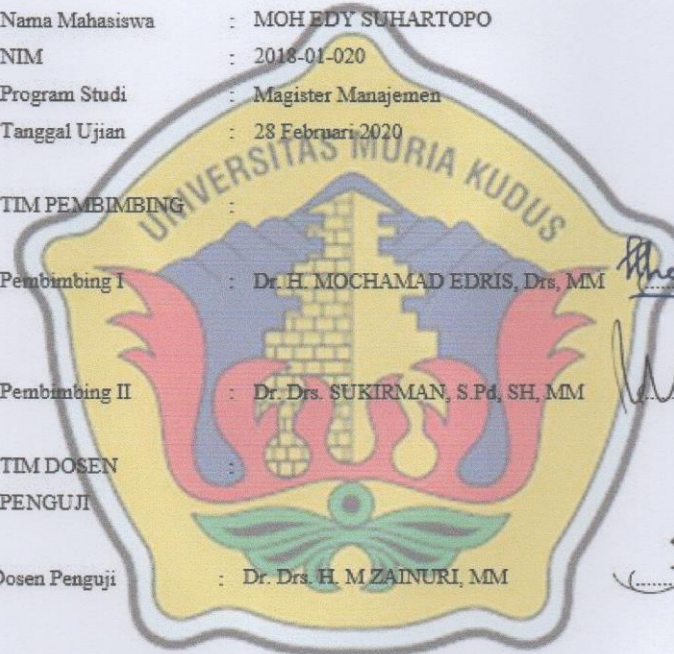 Nama Mahasiswa : MOH EDY SUHARTOPO
NIM : 2018-01-020
Program Studi : Magister Manajemen
Tanggal Ujian : 28 Februari 2020
UNIVERSITAS MURIA KUDUS
TIM PEMBIMBING :
Pembimbing I : Dr. H. MOCHAMAD EDRIS, Drs, MM (.....
Pembimbing II : Dr. Drs. SUKIRMAN, S.Pd, SH, MM
TIM DOSEN :
PENGUJI
Dosen Penguji : Dr. Drs. H. M ZAINURI, MM (.......